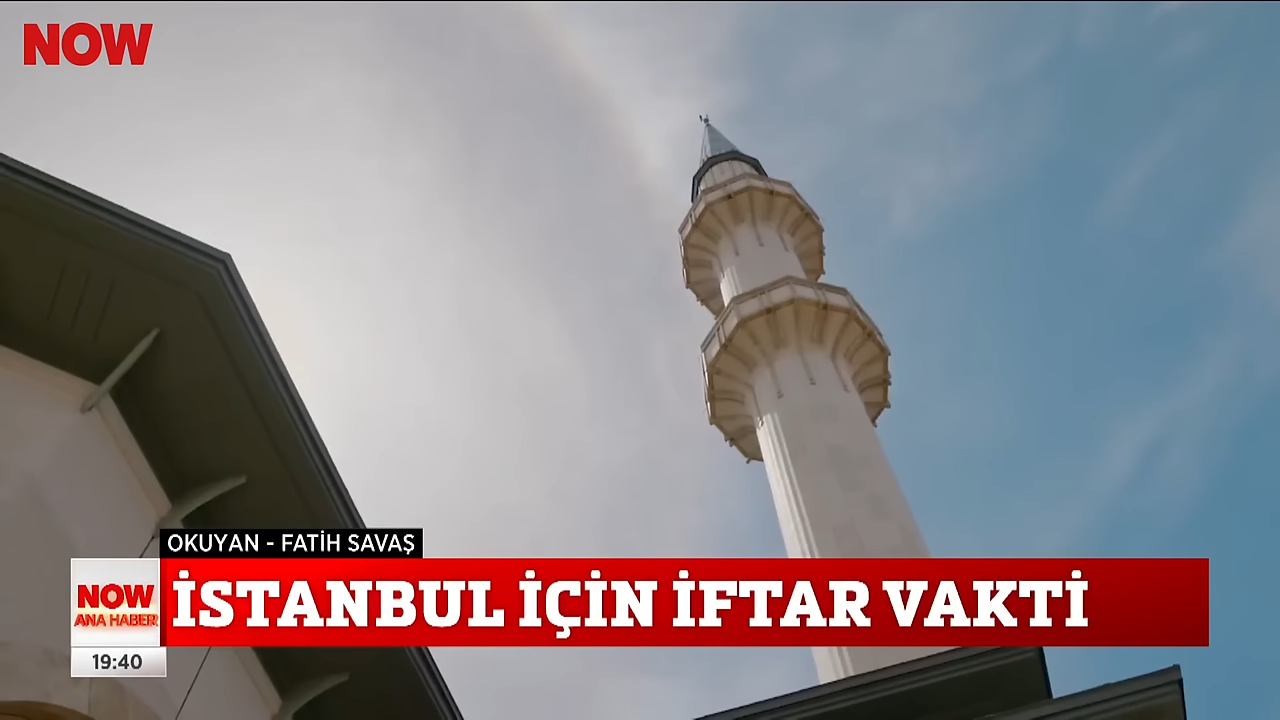 NOW
OKUYAN - FATİH SAVAŞ
İSTANBUL İÇİN İFTAR VAKTİ
NOW
ANA HABER
19:40